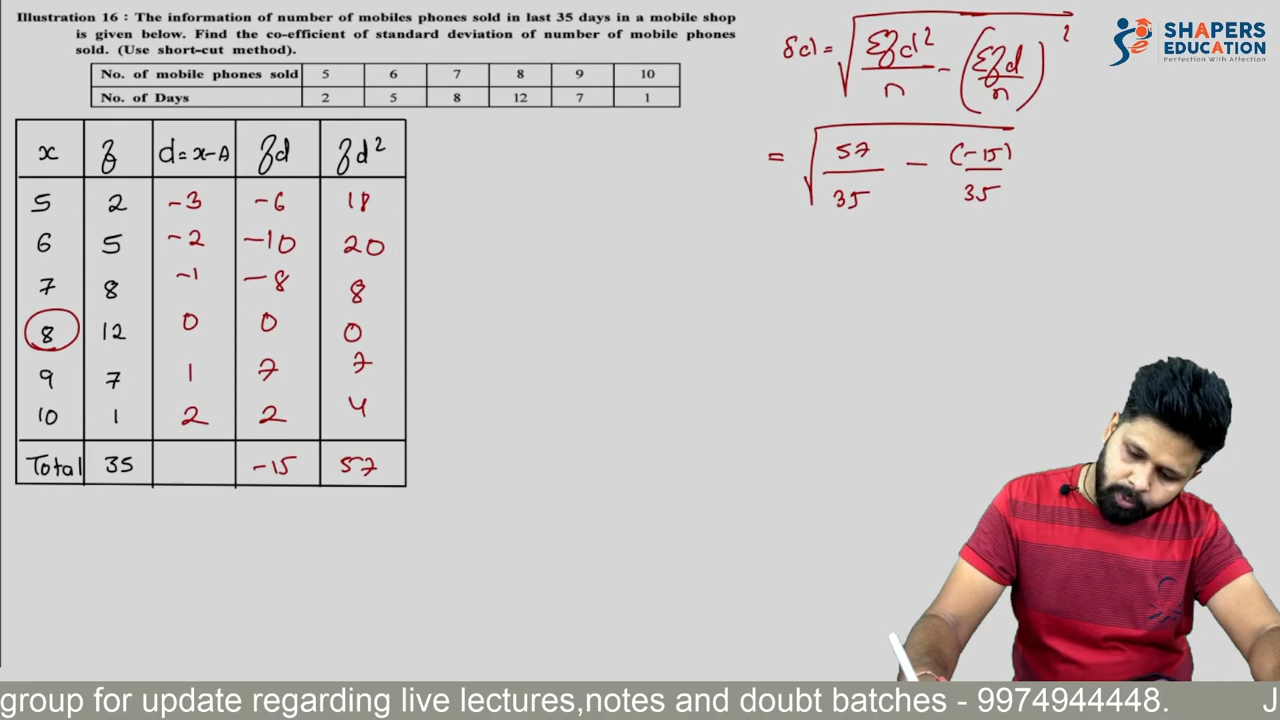 Illustration 16 : The information of number of mobiles phones sold in last 35 days in a mobile shop
is given below. Find the co-efficient of standard deviation of number of mobile phones
sold. (Use short-cut method).
No. of mobile phones sold 5 6 7 8 9 10
No. of Days 2 5 8 12 7 1
x f d=x-A fd fd²
5 2 -3 -6 18
6 5 -2 -10 20
7 8 -1 -8 8
8 12 0 0 0
9 7 1 7 7
10 1 2 2 4
Total 35 -15 57
sd = √ Σfd²/n - (Σfd/n)²
= √ 57/35 - (-15)/35
SHAPERS
EDUCATION
Perfection With Affection
group for update regarding live lectures,notes and doubt batches - 9974944448. J